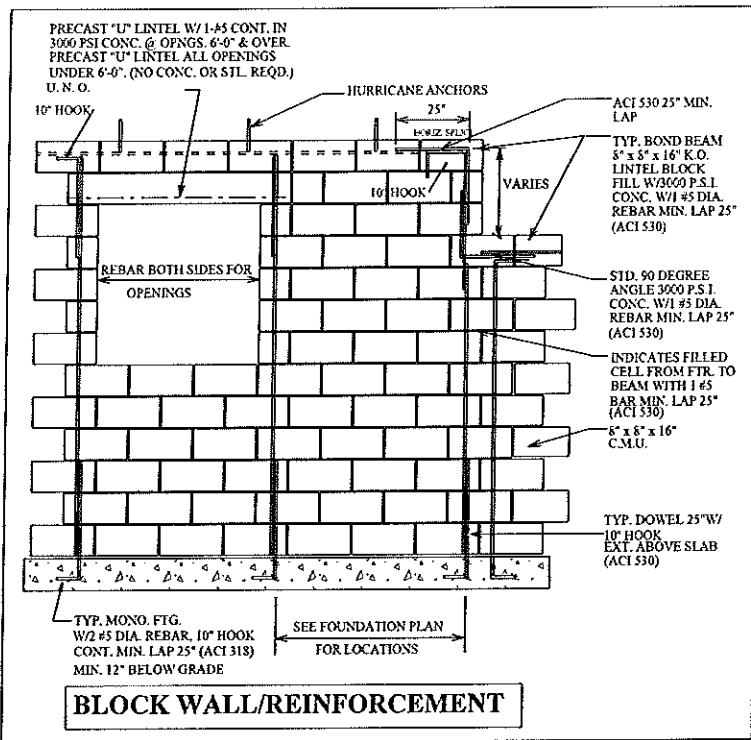 PRECAST "U" LINTEL W/ 1-#5 CONT. IN
3000 PSI CONC. @ OPNGS. 6'-0" & OVER.
PRECAST "U" LINTEL ALL OPENINGS
UNDER 6'-0". (NO CONC. OR STL. REQD.)
U. N. O.
10" HOOK
HURRICANE ANCHORS
25"
HORIZ. SPLICE
10" HOOK
VARIES
ACI 530 25" MIN.
LAP
TYP. BOND BEAM
8" x 8" x 16" K.O.
LINTEL BLOCK
FILL W/3000 P.S.I.
CONC. W/1 #5 DIA.
REBAR MIN. LAP 25"
(ACI 530)
REBAR BOTH SIDES FOR
OPENINGS
STD. 90 DEGREE
ANGLE 3000 P.S.I.
CONC. W/1 #5 DIA.
REBAR MIN. LAP 25"
(ACI 530)
INDICATES FILLED
CELL FROM FTR. TO
BEAM WITH 1 #5
BAR MIN. LAP 25"
(ACI 530)
8" x 8" x 16"
C.M.U.
TYP. DOWEL 25"W/
10" HOOK
EXT. ABOVE SLAB
(ACI 530)
TYP. MONO. FTG.
W/2 #5 DIA. REBAR, 10" HOOK
CONT. MIN. LAP 25" (ACI 318)
MIN. 12" BELOW GRADE
SEE FOUNDATION PLAN
FOR LOCATIONS
BLOCK WALL/REINFORCEMENT